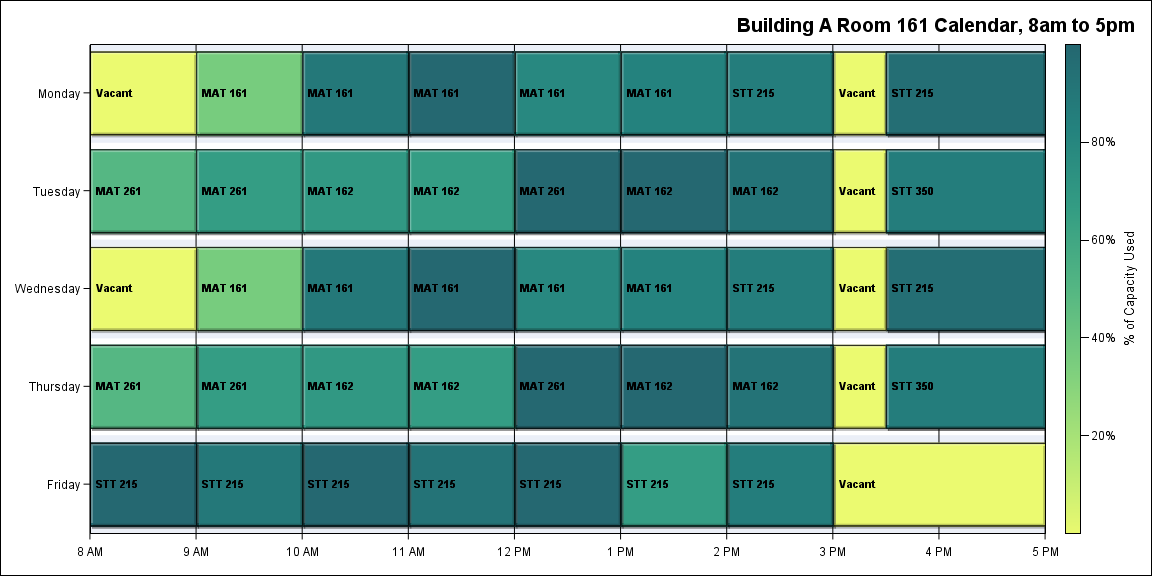 Building A Room 161 Calendar, 8am to 5pm
Monday
Vacant
MAT 161
MAT 161
MAT 161
MAT 161
MAT 161
STT 215
Vacant
STT 215
Tuesday
MAT 261
MAT 261
MAT 162
MAT 162
MAT 261
MAT 162
MAT 162
Vacant
STT 350
Wednesday
Vacant
MAT 161
MAT 161
MAT 161
MAT 161
MAT 161
STT 215
Vacant
STT 215
Thursday
MAT 261
MAT 261
MAT 162
MAT 162
MAT 261
MAT 162
MAT 162
Vacant
STT 350
Friday
STT 215
STT 215
STT 215
STT 215
STT 215
STT 215
STT 215
Vacant
8 AM
9 AM
10 AM
11 AM
12 PM
1 PM
2 PM
3 PM
4 PM
5 PM
80%
60%
40%
20%
% of Capacity Used